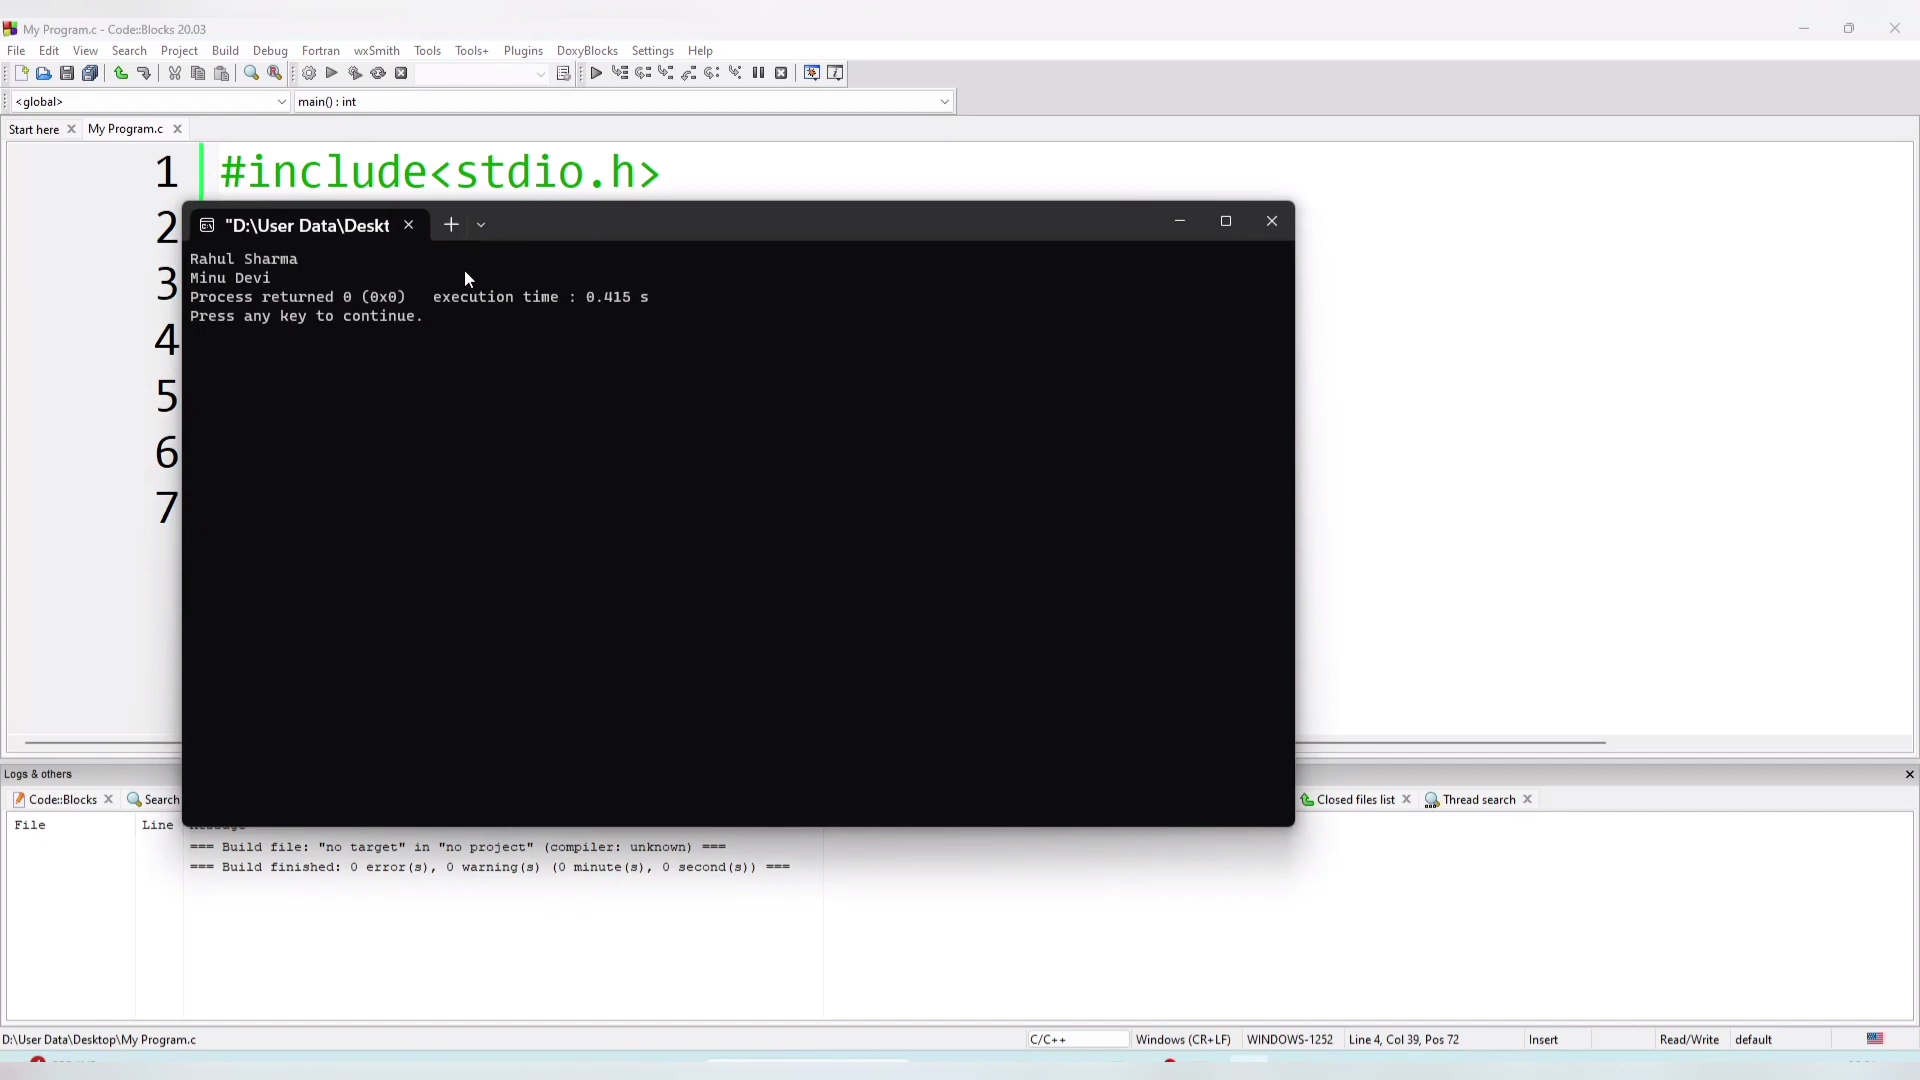 My Program.c - Code::Blocks 20.03
File Edit View Search Project Build Debug Fortran wxSmith Tools Tools+ Plugins DoxyBlocks Settings Help
<global> main() : int
Start here My Program.c
1 #include<stdio.h>
2
3
4
5
6
7
"D:\User Data\Deskt
Rahul Sharma
Minu Devi
Process returned 0 (0x0)   execution time : 0.415 s
Press any key to continue.
Logs & others
Code::Blocks Search Closed files list Thread search
File Line
=== Build file: "no target" in "no project" (compiler: unknown) ===
=== Build finished: 0 error(s), 0 warning(s) (0 minute(s), 0 second(s)) ===
D:\User Data\Desktop\My Program.c C/C++ Windows (CR+LF) WINDOWS-1252 Line 4, Col 39, Pos 72 Insert Read/Write default